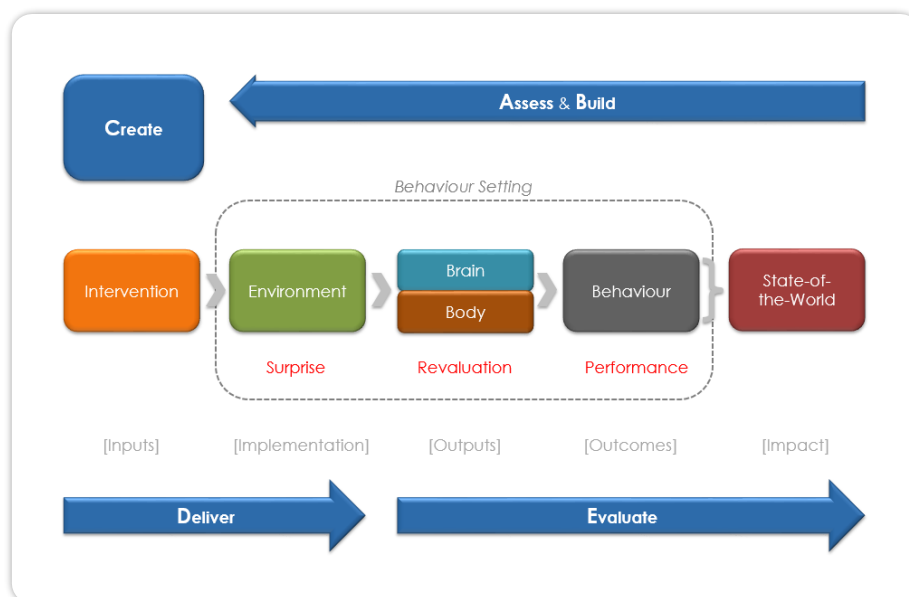 Assess & Build
Create
Behaviour Setting
Intervention
Environment
Brain
Body
Behaviour
State-of-
the-World
Surprise
Revaluation
Performance
[Inputs]
[Implementation]
[Outputs]
[Outcomes]
[Impact]
Deliver
Evaluate